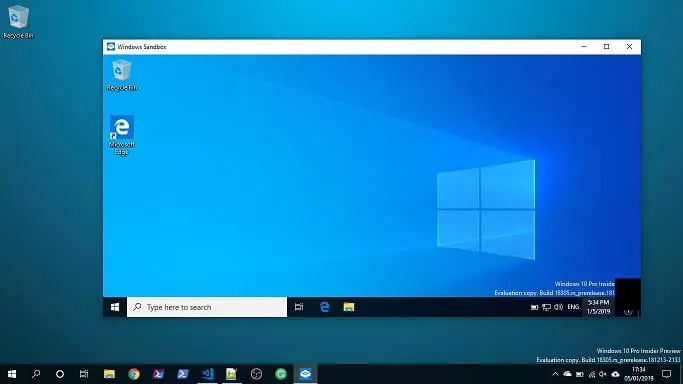 Recycle Bin
Windows Sandbox
Recycle Bin
Microsoft
Edge
Windows 10 Pro Inside
Evaluation copy. Build 18305.rs_prerelease.181
Type here to search
ENG
5:34 PM
1/5/2019
Windows 10 Pro Insider Preview
Evaluation copy. Build 18305.rs_prerelease.181213-2133
17:34
05/01/2019